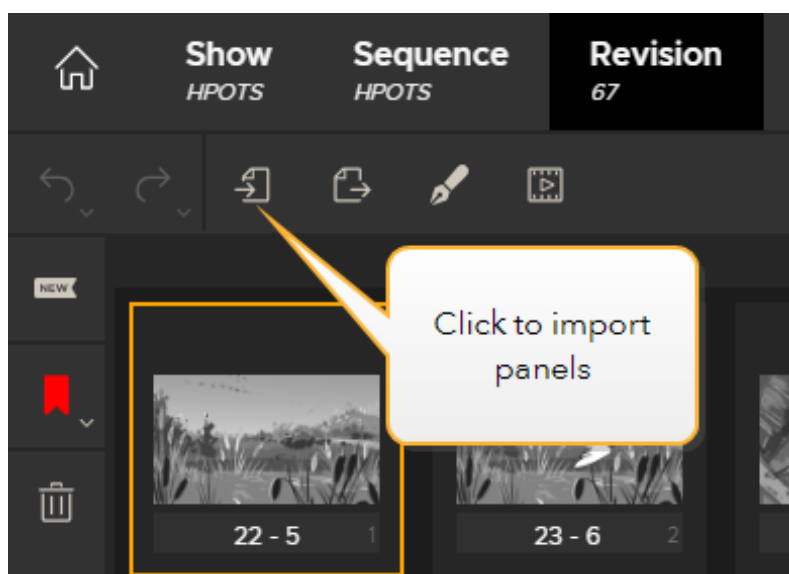 Show
HPOTS
Sequence
HPOTS
Revision
67
NEW
Click to import
panels
22 - 5
1
23 - 6
2